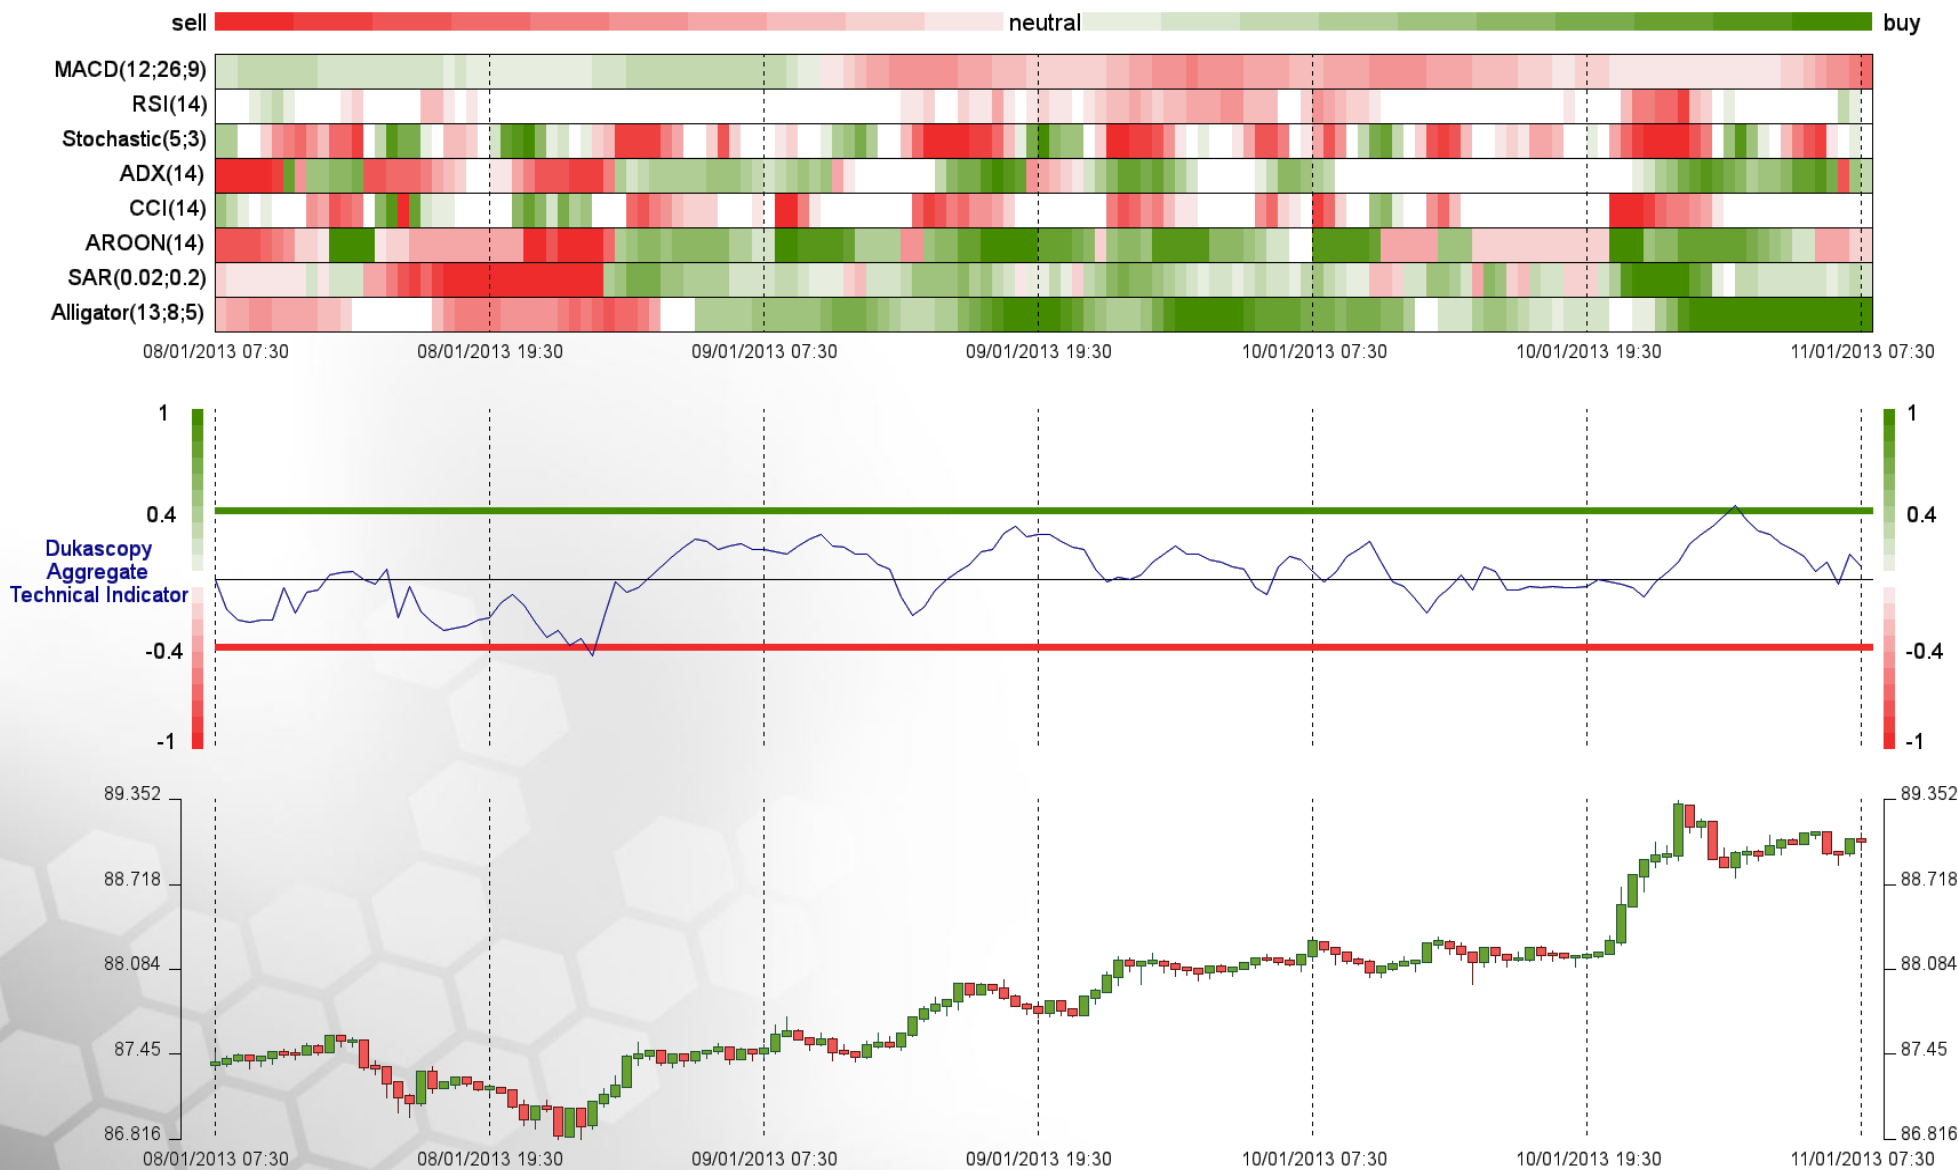 sell neutral buy
MACD(12;26;9)
RSI(14)
Stochastic(5;3)
ADX(14)
CCI(14)
AROON(14)
SAR(0.02;0.2)
Alligator(13;8;5)
08/01/2013 07:30 08/01/2013 19:30 09/01/2013 07:30 09/01/2013 19:30 10/01/2013 07:30 10/01/2013 19:30 11/01/2013 07:30
1 1
0.4 0.4
Dukascopy
Aggregate
Technical Indicator
-0.4 -0.4
-1 -1
89.352 89.352
88.718 88.718
88.084 88.084
87.45 87.45
86.816 86.816
08/01/2013 07:30 08/01/2013 19:30 09/01/2013 07:30 09/01/2013 19:30 10/01/2013 07:30 10/01/2013 19:30 11/01/2013 07:30